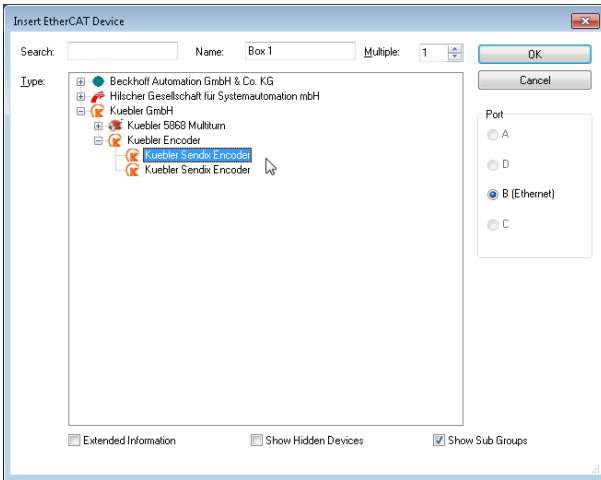 Insert EtherCAT Device
Search: Name: Box 1 Multiple: 1 OK
Cancel
Type:
Beckhoff Automation GmbH & Co. KG
Hilscher Gesellschaft für Systemautomation mbH
Kuebler GmbH
Kuebler 5868 Multiturn
Kuebler Encoder
Kuebler Sendix Encoder
Kuebler Sendix Encoder
Port
A
D
B (Ethernet)
C
Extended Information Show Hidden Devices Show Sub Groups